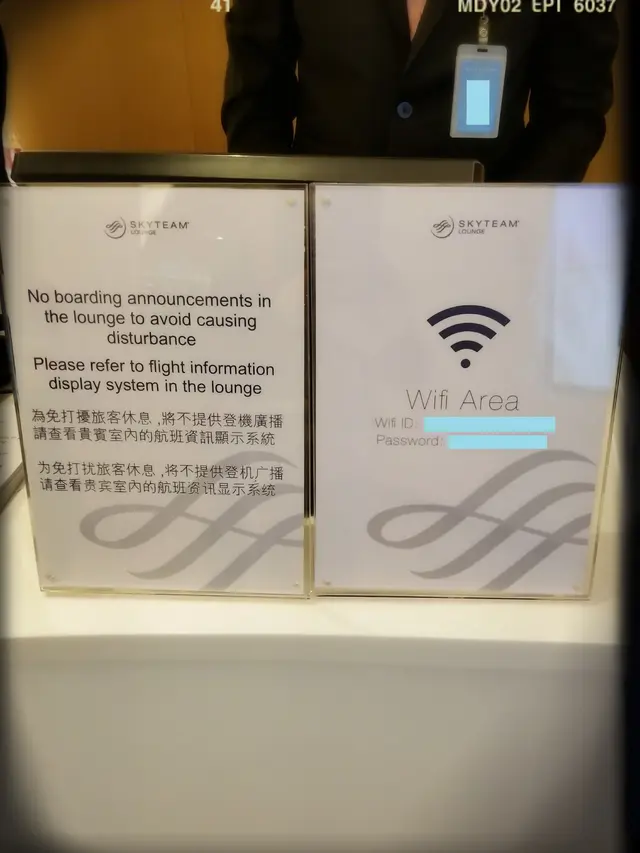 41
MDY02 EPI 6037
SKYTEAM
LOUNGE
No boarding announcements in
the lounge to avoid causing
disturbance
Please refer to flight information
display system in the lounge
為免打擾旅客休息 ,將不提供登機廣播
請查看貴賓室內的航班資訊顯示系統
为免打扰旅客休息 ,将不提供登机广播
请查看贵宾室內的航班资讯显示系统
SKYTEAM
LOUNGE
Wifi Area
Wifi ID:
Password: